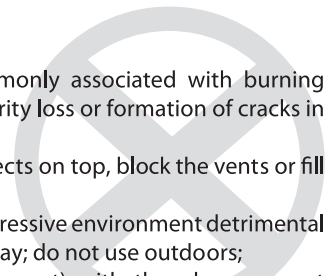 monly associated with burning
rity loss or formation of cracks in
ects on top, block the vents or fill
ressive environment detrimental
ay; do not use outdoors;